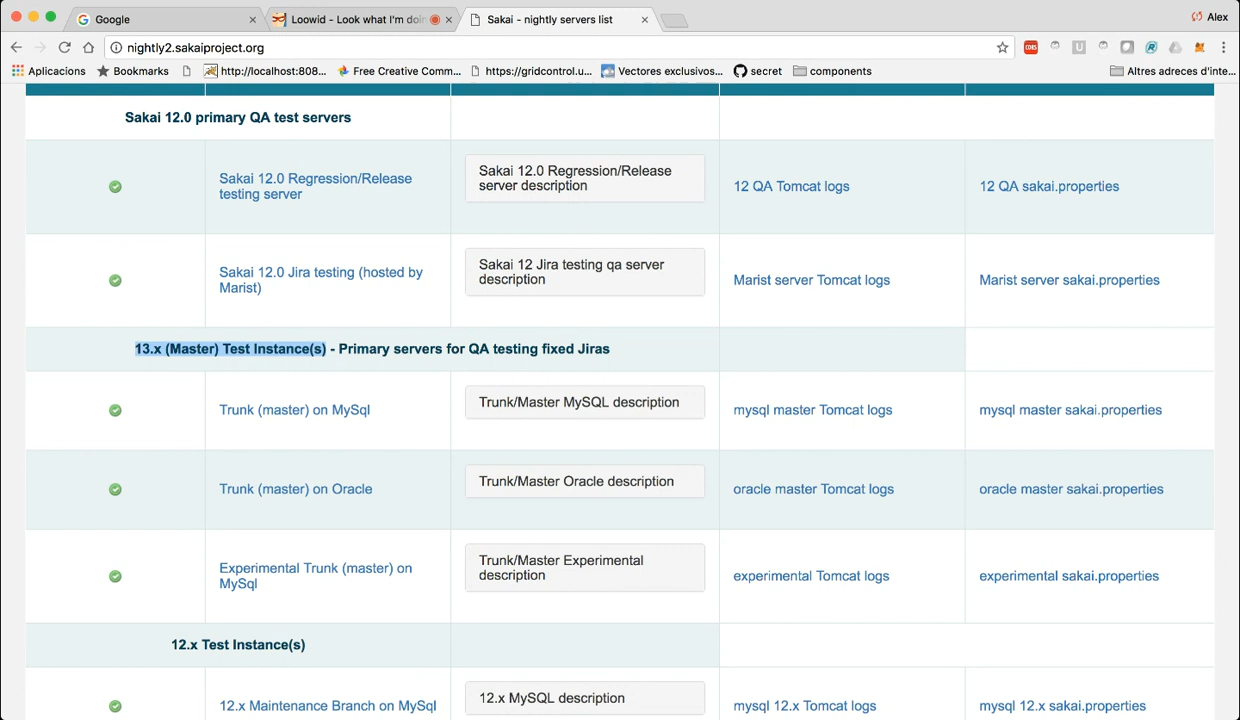 Google
Loowid - Look what I'm doin
Sakai - nightly servers list
Alex
nightly2.sakaiproject.org
Aplicacions
Bookmarks
http://localhost:808...
Free Creative Comm...
https://gridcontrol.u...
Vectores exclusivos...
secret
components
Altres adreces d'inte...
Sakai 12.0 primary QA test servers
Sakai 12.0 Regression/Release
testing server
Sakai 12.0 Regression/Release
server description
12 QA Tomcat logs
12 QA sakai.properties
Sakai 12.0 Jira testing (hosted by
Marist)
Sakai 12 Jira testing qa server
description
Marist server Tomcat logs
Marist server sakai.properties
13.x (Master) Test Instance(s) - Primary servers for QA testing fixed Jiras
Trunk (master) on MySql
Trunk/Master MySQL description
mysql master Tomcat logs
mysql master sakai.properties
Trunk (master) on Oracle
Trunk/Master Oracle description
oracle master Tomcat logs
oracle master sakai.properties
Experimental Trunk (master) on
MySql
Trunk/Master Experimental
description
experimental Tomcat logs
experimental sakai.properties
12.x Test Instance(s)
12.x Maintenance Branch on MySql
12.x MySQL description
mysql 12.x Tomcat logs
mysql 12.x sakai.properties